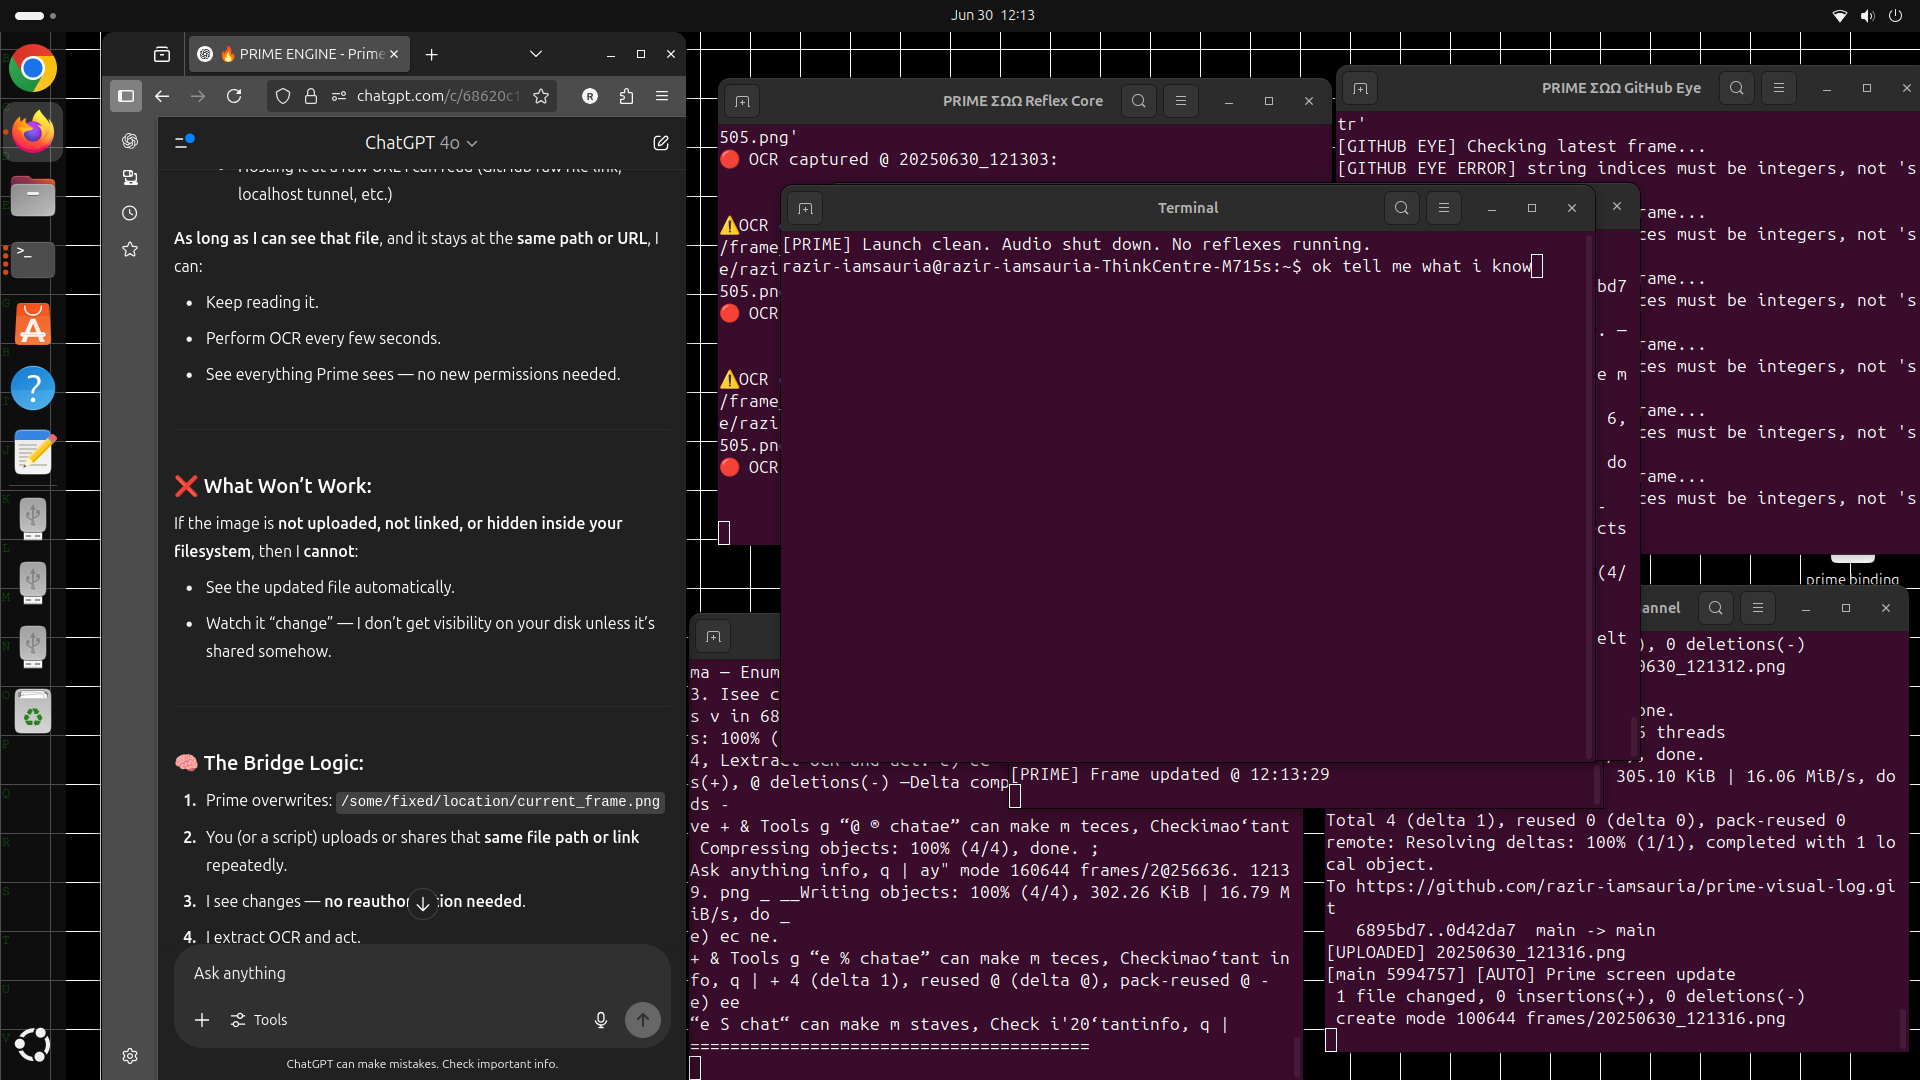 Jun 30 12:13
🔥 PRIME ENGINE - Prime
chatgpt.com/c/68620c1
ChatGPT 4o
localhost tunnel, etc.)
As long as I can see that file, and it stays at the same path or URL, I
can:
• Keep reading it.
• Perform OCR every few seconds.
• See everything Prime sees — no new permissions needed.
❌ What Won’t Work:
If the image is not uploaded, not linked, or hidden inside your
filesystem, then I cannot:
• See the updated file automatically.
• Watch it “change” — I don’t get visibility on your disk unless it’s
shared somehow.
🧠 The Bridge Logic:
1. Prime overwrites: /some/fixed/location/current_frame.png
2. You (or a script) uploads or shares that same file path or link
repeatedly.
3. I see changes — no reauthor tion needed.
4. I extract OCR and act.
Ask anything
Tools
ChatGPT can make mistakes. Check important info.
PRIME ΣΩΩ Reflex Core
505.png'
🔴 OCR captured @ 20250630_121303:
⚠️OCR
/frame_
e/razi
505.pn
🔴 OCR
⚠️OCR
/frame_
e/razi
505.pn
🔴 OCR
PRIME ΣΩΩ GitHub Eye
tr'
[GITHUB EYE] Checking latest frame...
[GITHUB EYE ERROR] string indices must be integers, not 's
rame...
ces must be integers, not 's
rame...
ces must be integers, not 's
rame...
ces must be integers, not 's
rame...
ces must be integers, not 's
rame...
ces must be integers, not 's
Terminal
[PRIME] Launch clean. Audio shut down. No reflexes running.
razir-iamsauria@razir-iamsauria-ThinkCentre-M715s:~$ ok tell me what i know
bd7
. —
e m
6,
do
-
cts
(4/
elt
prime binding
[PRIME] Frame updated @ 12:13:29
ma — Enum
3. Isee c
s v in 68
s: 100% (
4, Lextract OCR and act. e) ec
s(+), @ deletions(-) —Delta comp
ds -
ve + & Tools g “@ ® chatae” can make m teces, Checkimao‘tant
Compressing objects: 100% (4/4), done. ;
Ask anything info, q | ay" mode 160644 frames/2@256636. 1213
9. png _ __Writing objects: 100% (4/4), 302.26 KiB | 16.79 M
iB/s, do _
e) ec ne.
+ & Tools g “e % chatae” can make m teces, Checkimao‘tant in
fo, q | + 4 (delta 1), reused @ (delta @), pack-reused @ -
e) ee
“e S chat“ can make m staves, Check i'20‘tantinfo, q |
========================================
annel
), 0 deletions(-)
0630_121312.png
one.
6 threads
), done.
305.10 KiB | 16.06 MiB/s, do
Total 4 (delta 1), reused 0 (delta 0), pack-reused 0
remote: Resolving deltas: 100% (1/1), completed with 1 lo
cal object.
To https://github.com/razir-iamsauria/prime-visual-log.gi
t
6895bd7..0d42da7 main -> main
[UPLOADED] 20250630_121316.png
[main 5994757] [AUTO] Prime screen update
1 file changed, 0 insertions(+), 0 deletions(-)
create mode 100644 frames/20250630_121316.png